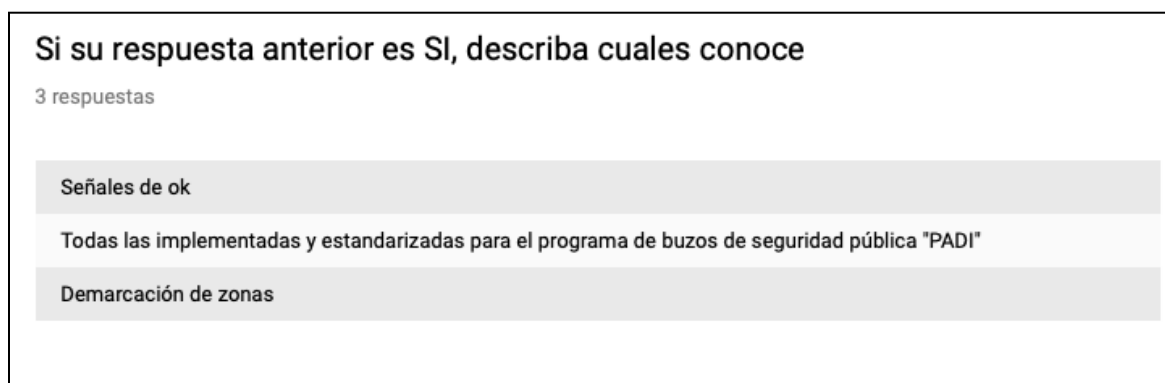 Si su respuesta anterior es SI, describa cuales conoce
3 respuestas
Señales de ok
Todas las implementadas y estandarizadas para el programa de buzos de seguridad pública "PADI"
Demarcación de zonas